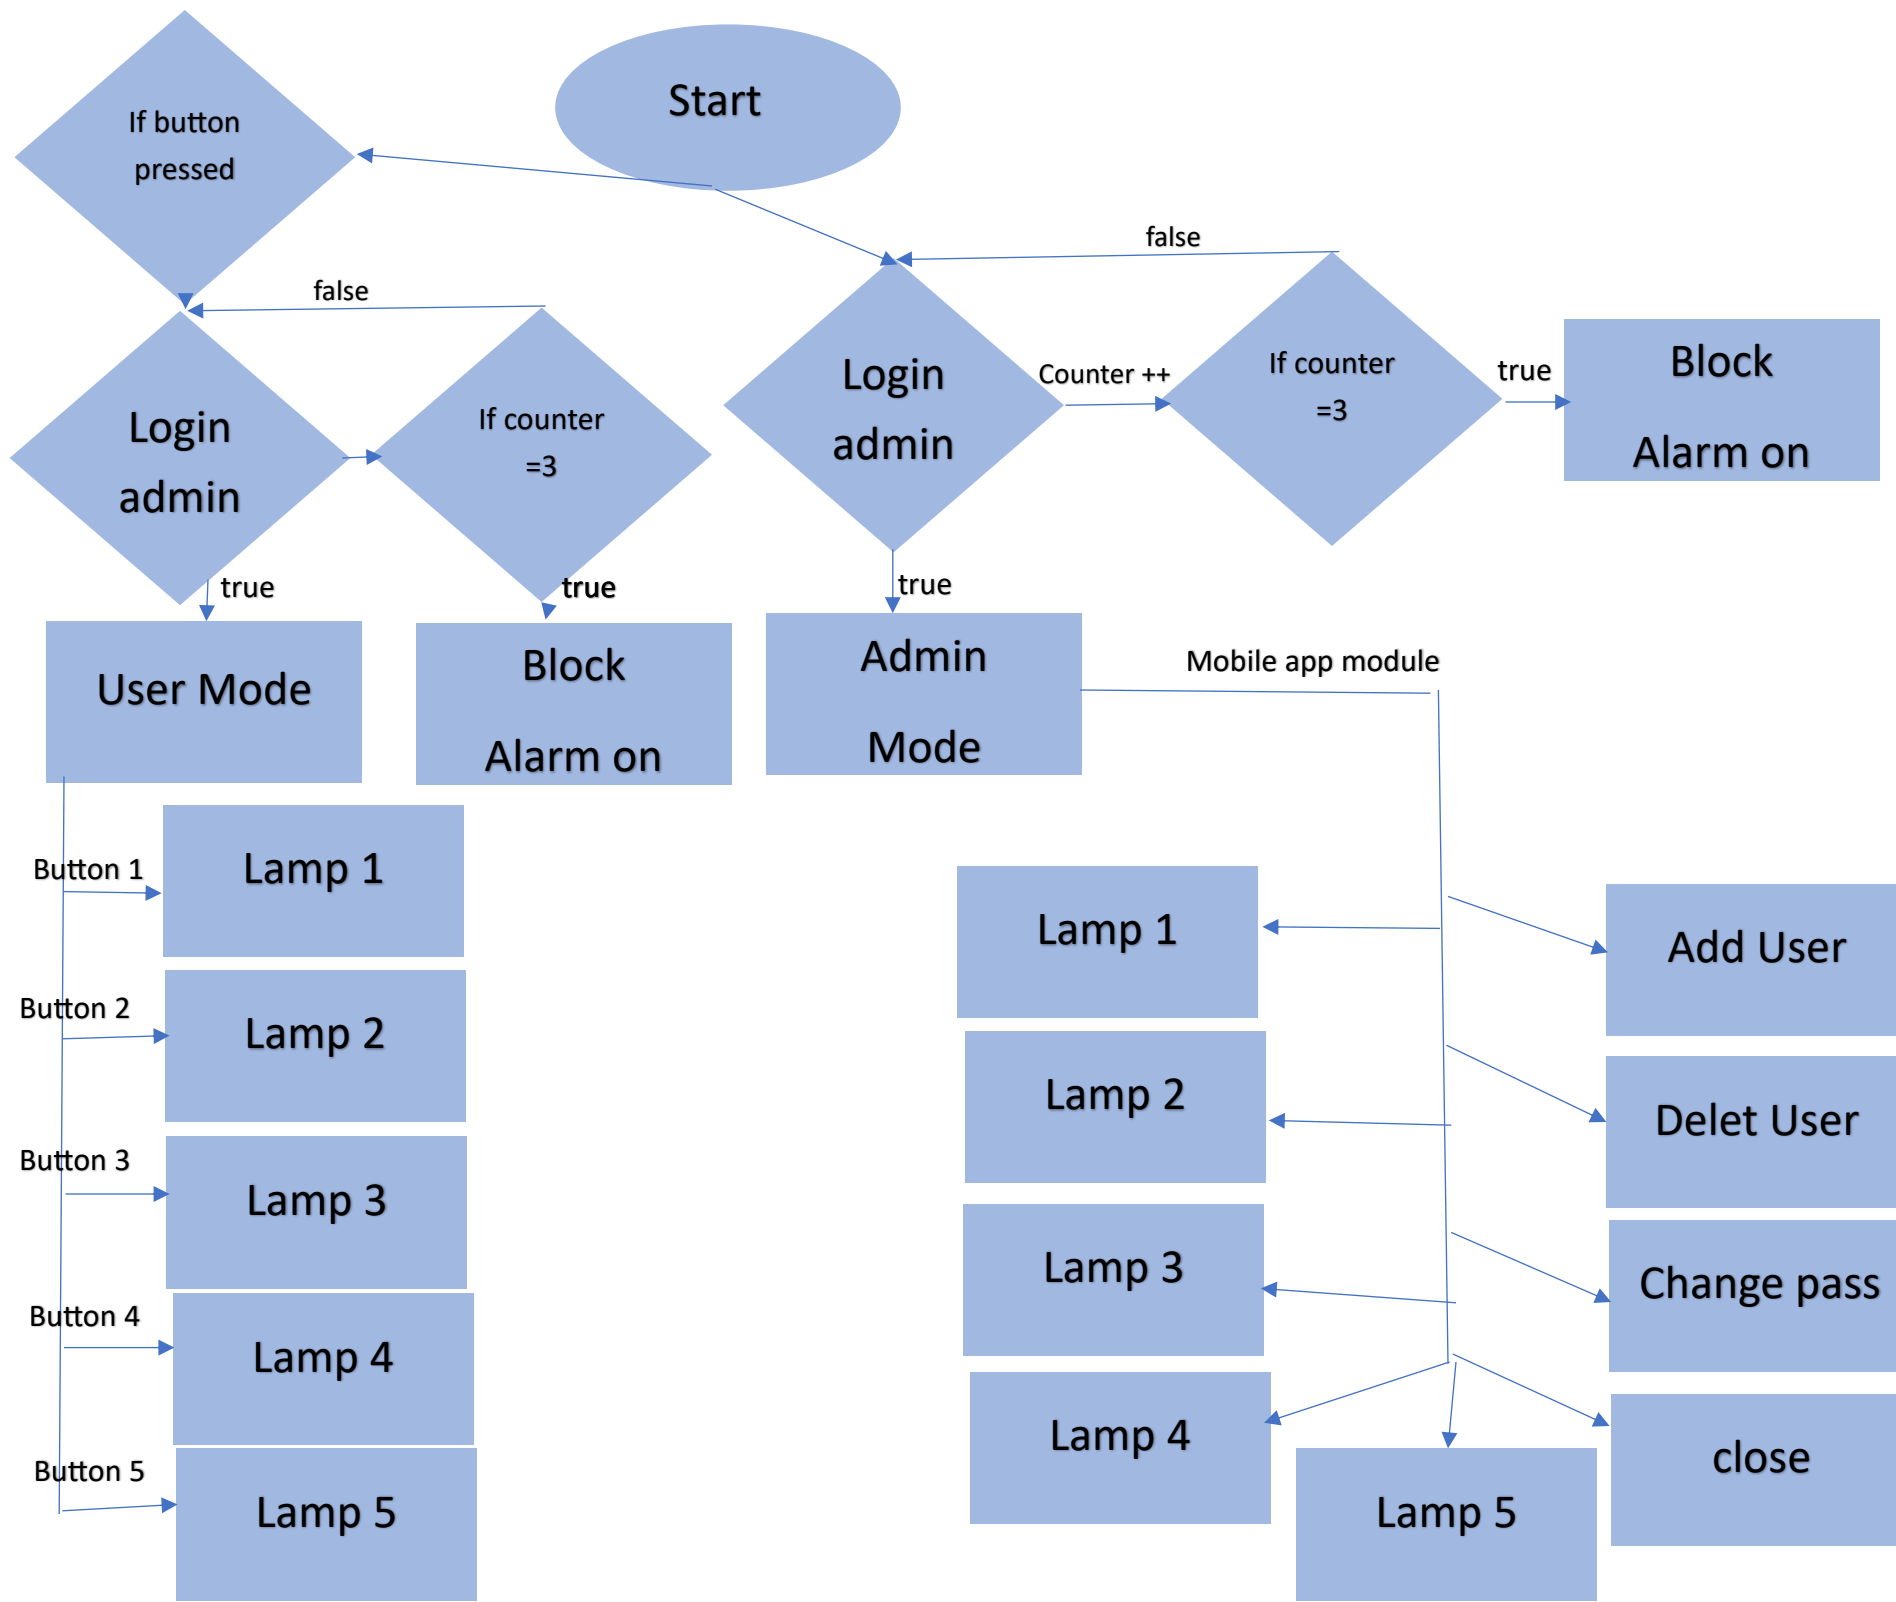 Start
If button
pressed
false
false
Login
admin
If counter
=3
Login
admin
Counter ++
If counter
=3
true
Block
Alarm on
true
true
true
User Mode
Block
Alarm on
Admin
Mode
Mobile app module
Button 1
Lamp 1
Button 2
Lamp 2
Button 3
Lamp 3
Button 4
Lamp 4
Button 5
Lamp 5
Lamp 1
Lamp 2
Lamp 3
Lamp 4
Lamp 5
Add User
Delet User
Change pass
close